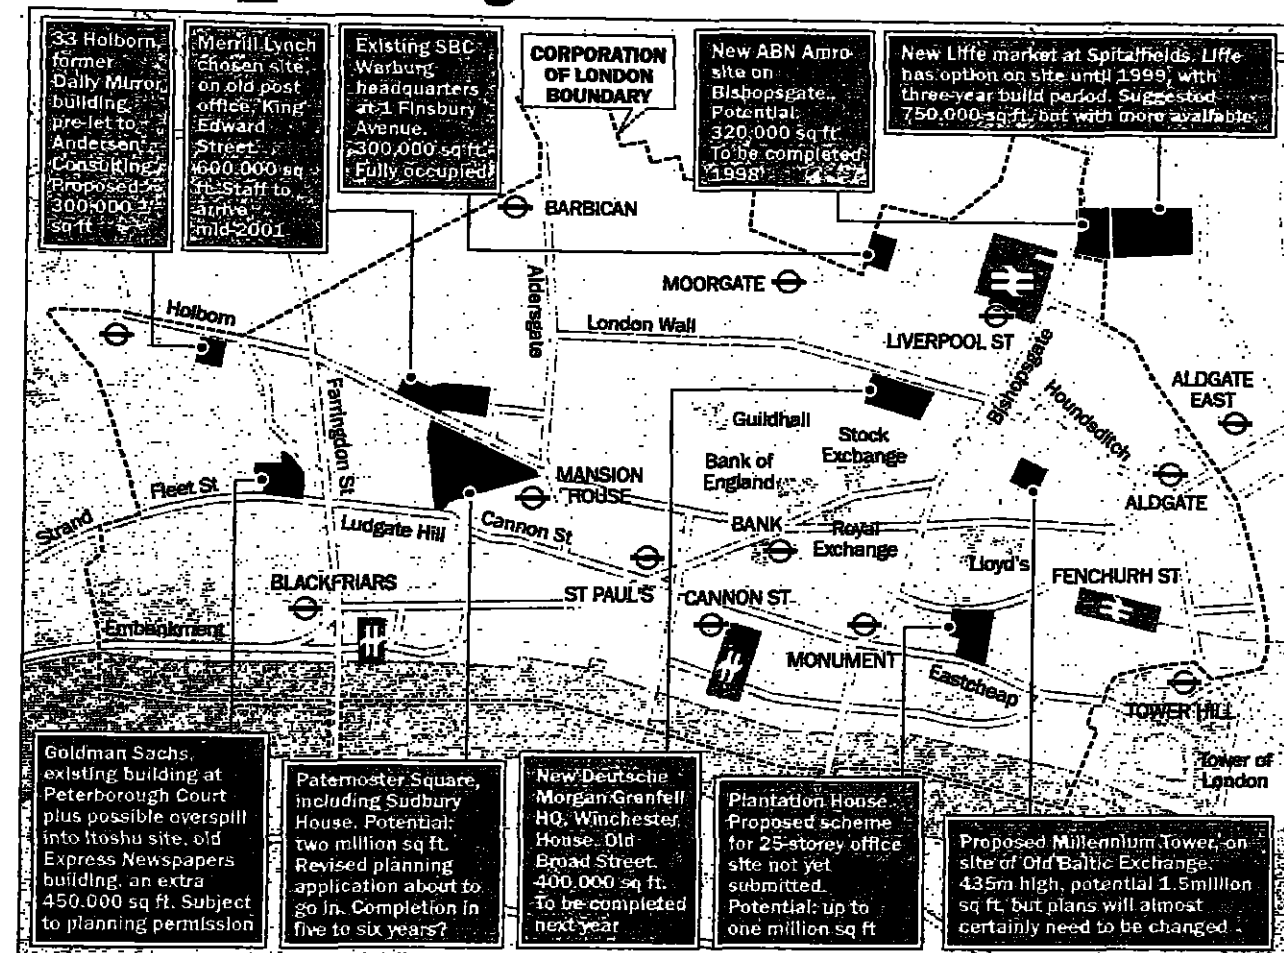 33 Holborn,
former
Daily Mirror
building,
pre-let to
Andersen
Consulting
Proposed
300,000
sq ft
Merrill Lynch
chosen site,
on old post
office, King
Edward
Street.
600,000 sq
ft. Staff to
arrive
mid-2001
Existing SBC
Warburg
headquarters
at 1 Finsbury
Avenue.
300,000 sq ft.
Fully occupied
CORPORATION
OF LONDON
BOUNDARY
New ABN Amro
site on
Bishopsgate.
Potential:
320,000 sq ft
To be completed
1998
New Liffe market at Spitalfields. Liffe
has option on site until 1999, with
three-year build period. Suggested
750,000 sq ft, but with more available
BARBICAN
MOORGATE
Aldersgate
Holborn
London Wall
LIVERPOOL ST
Bishopsgate
Houndsditch
ALDGATE
EAST
Farringdon St
Guildhall
Stock
Exchange
Bank of
England
MANSION
HOUSE
ALDGATE
Fleet St
Strand
Ludgate Hill
Cannon St
BANK
Royal
Exchange
Lloyd's
BLACKFRIARS
ST PAUL'S
CANNON ST
FENCHURH ST
Embankment
MONUMENT
Eastcheap
TOWER HILL
Tower of
London
Goldman Sachs,
existing building at
Peterborough Court
plus possible overspill
into Itoshu site, old
Express Newspapers
building, an extra
450,000 sq ft. Subject
to planning permission
Paternoster Square,
including Sudbury
House. Potential:
two million sq ft.
Revised planning
application about to
go in. Completion in
five to six years?
New Deutsche
Morgan Grenfell
HQ, Winchester
House, Old
Broad Street.
400,000 sq ft.
To be completed
next year
Plantation House.
Proposed scheme
for 25-storey office
site not yet
submitted.
Potential: up to
one million sq ft
Proposed Millennium Tower, on
site of Old Baltic Exchange.
435m high, potential 1.5million
sq ft, but plans will almost
certainly need to be changed